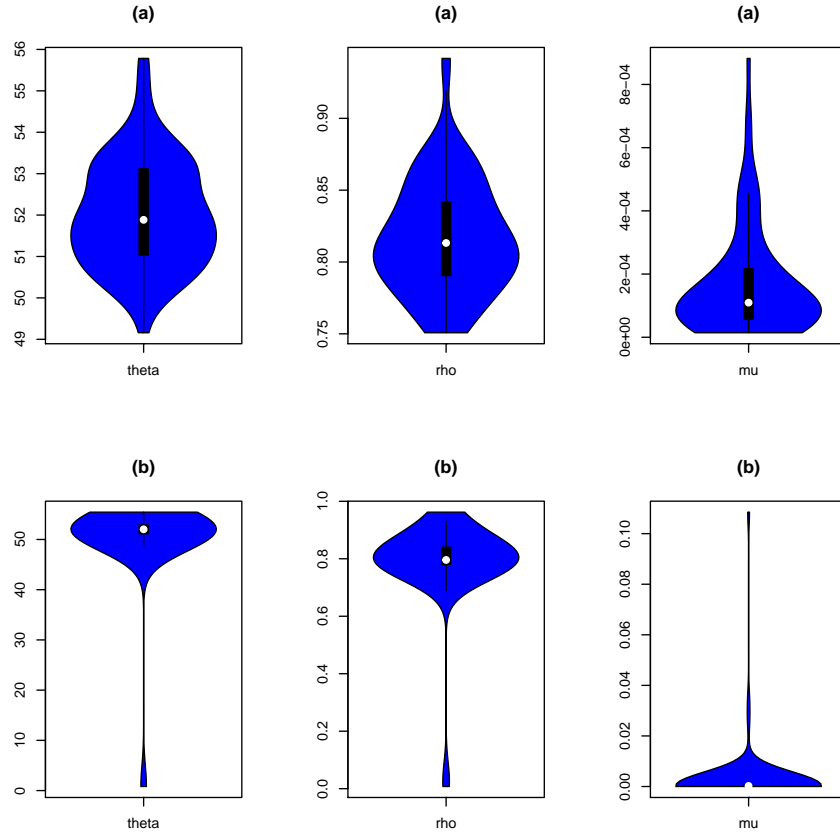 (a) (a) (a)
56
55
54
53
52
51
50
49
theta
0.90
0.85
0.80
0.75
rho
8e−04
6e−04
4e−04
2e−04
0e+00
mu
(b) (b) (b)
50
40
30
20
10
0
theta
1.0
0.8
0.6
0.4
0.2
0.0
rho
0.10
0.08
0.06
0.04
0.02
0.00
mu